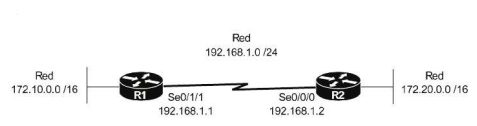 Red
192.168.1.0 /24
Red
172.10.0.0 /16
R1
Se0/1/1
192.168.1.1
Se0/0/0
192.168.1.2
R2
Red
172.20.0.0 /16